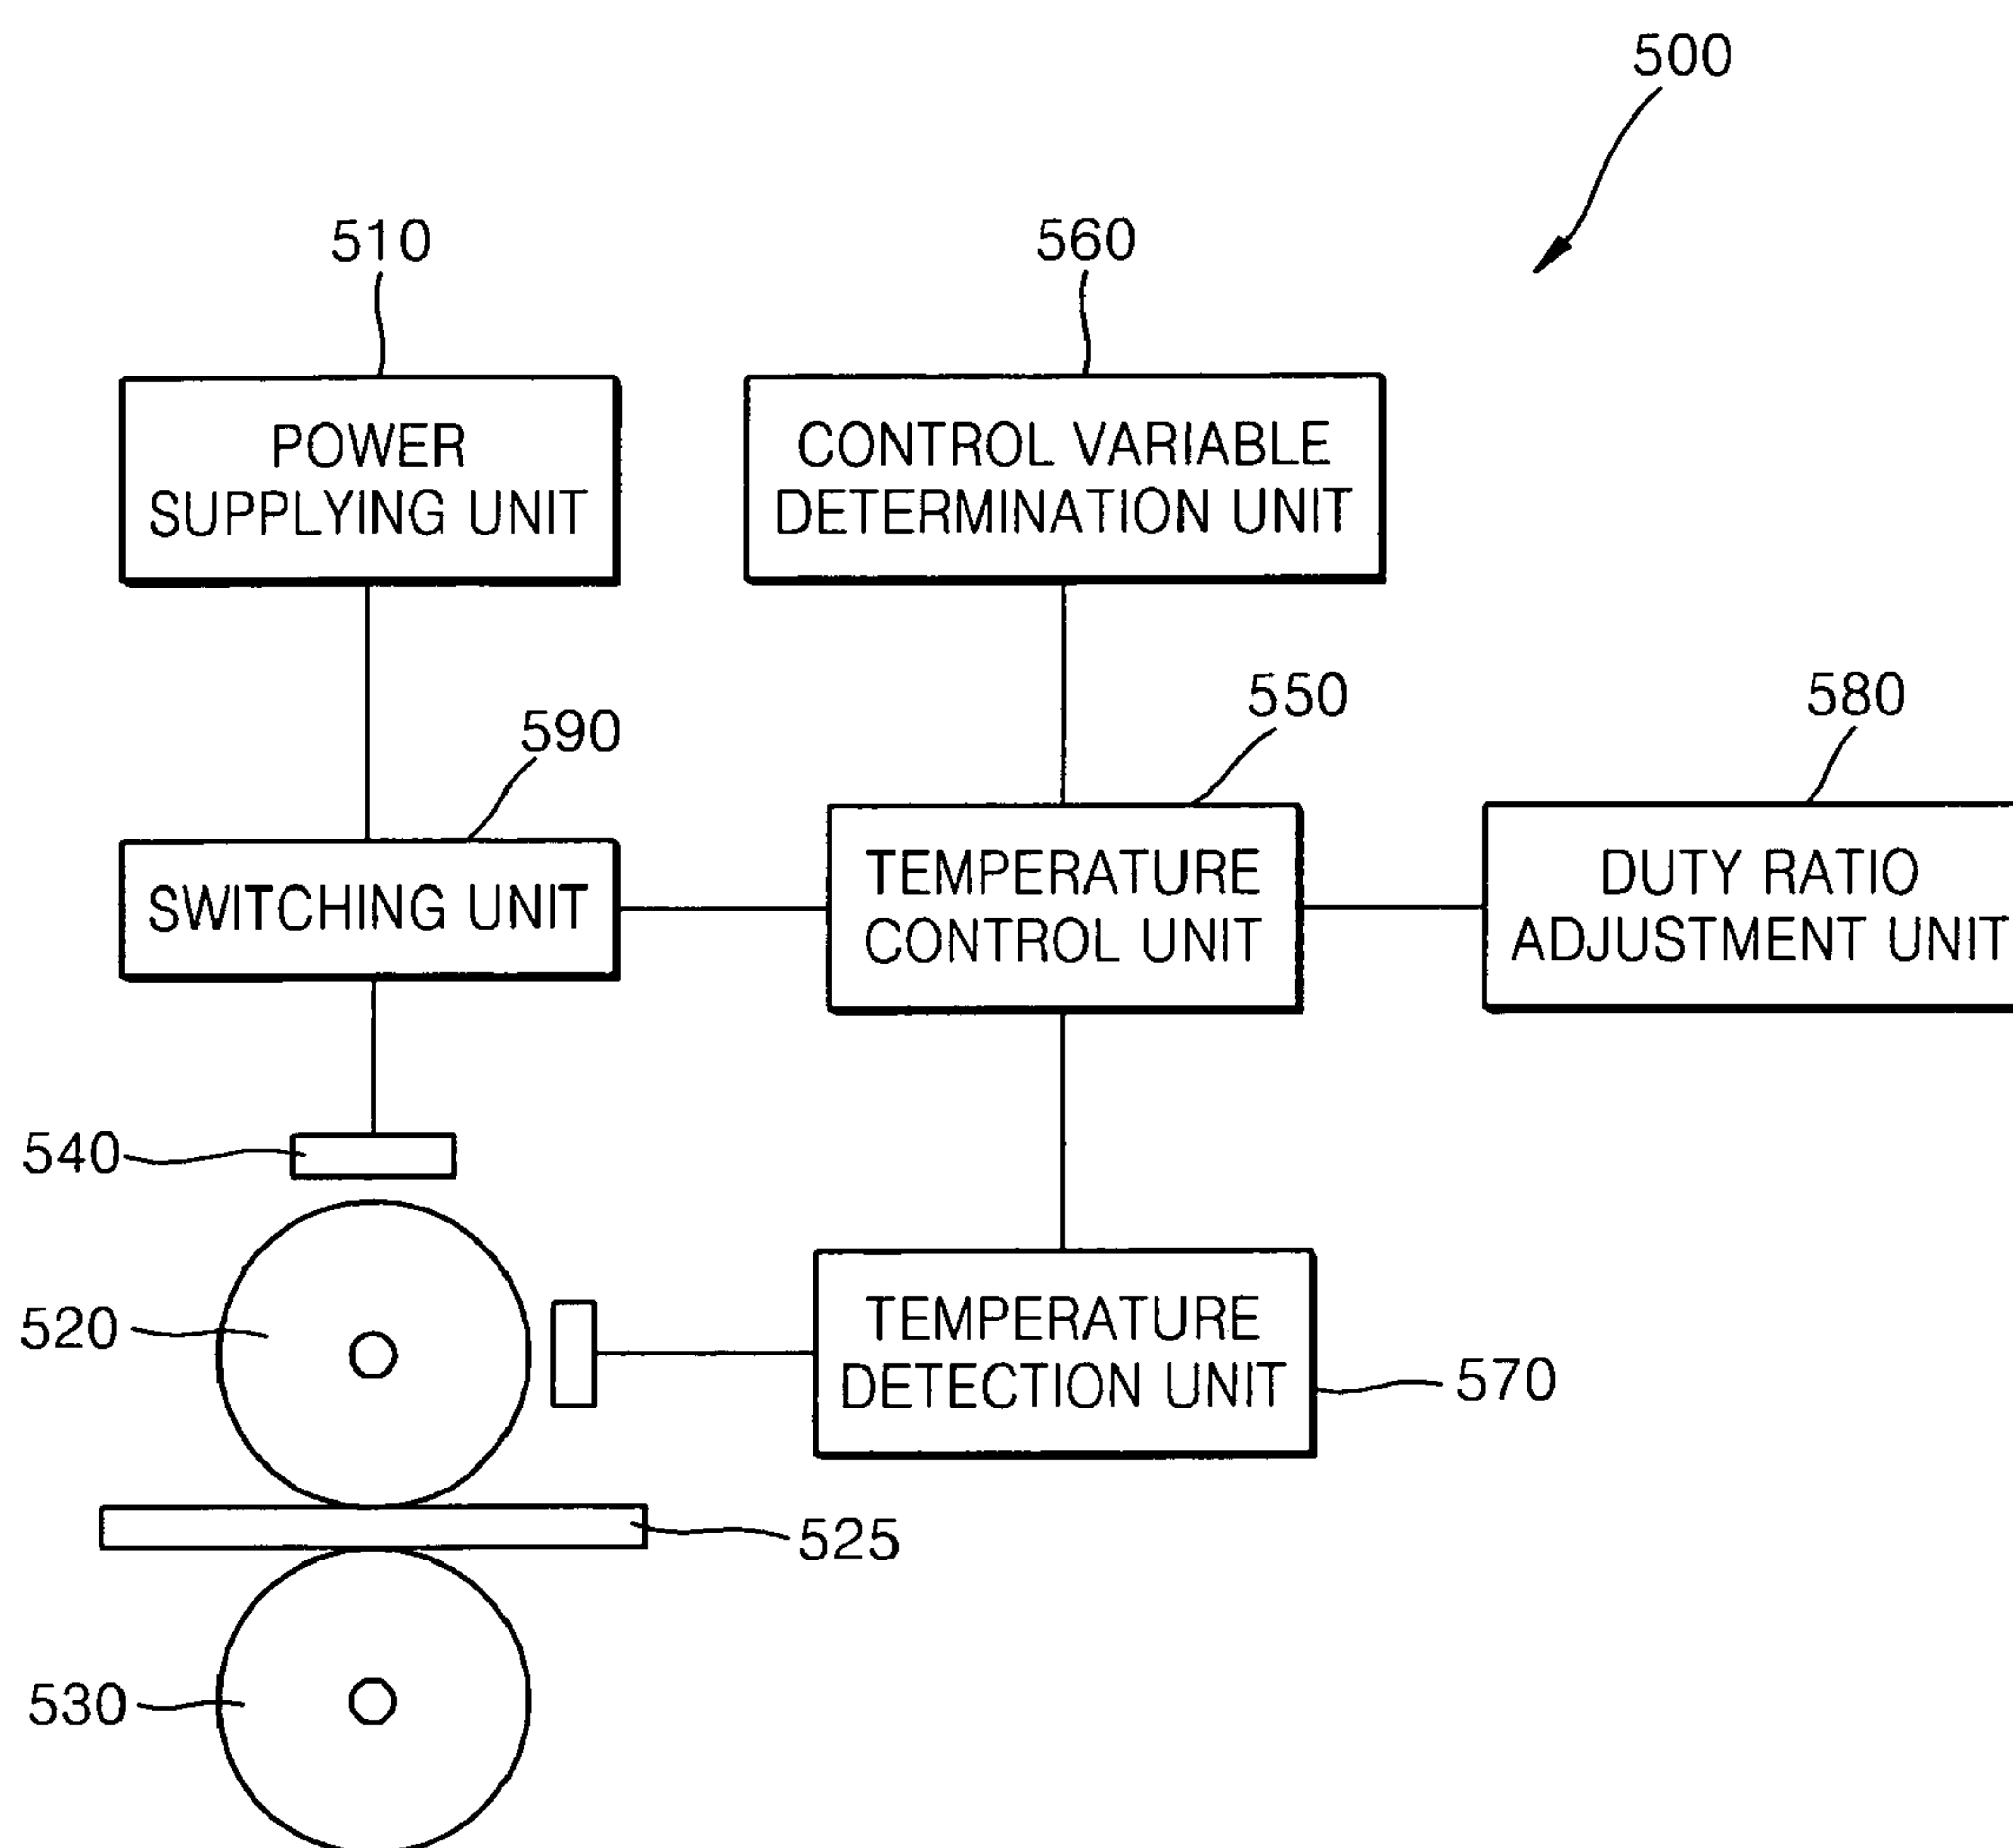 500
510
560
POWER
SUPPLYING UNIT
CONTROL VARIABLE
DETERMINATION UNIT
590
550
580
SWITCHING UNIT
TEMPERATURE
CONTROL UNIT
DUTY RATIO
ADJUSTMENT UNIT
540
520
TEMPERATURE
DETECTION UNIT
570
525
530